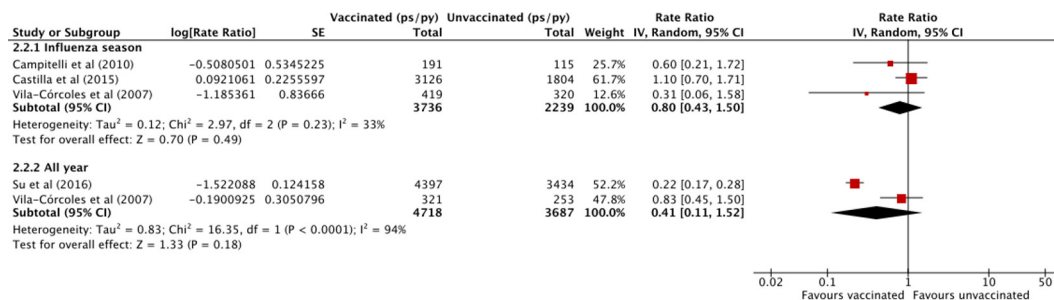 Vaccinated (ps/py) Unvaccinated (ps/py) Rate Ratio Rate Ratio
Study or Subgroup log[Rate Ratio] SE Total Total Weight IV, Random, 95% CI IV, Random, 95% CI
2.2.1 Influenza season
Campitelli et al (2010) -0.5080501 0.5345225 191 115 25.7% 0.60 [0.21, 1.72]
Castilla et al (2015) 0.0921061 0.2255597 3126 1804 61.7% 1.10 [0.70, 1.71]
Vila-Córcoles et al (2007) -1.185361 0.83666 419 320 12.6% 0.31 [0.06, 1.58]
Subtotal (95% CI) 3736 2239 100.0% 0.80 [0.43, 1.50]
Heterogeneity: Tau² = 0.12; Chi² = 2.97, df = 2 (P = 0.23); I² = 33%
Test for overall effect: Z = 0.70 (P = 0.49)
2.2.2 All year
Su et al (2016) -1.522088 0.124158 4397 3434 52.2% 0.22 [0.17, 0.28]
Vila-Córcoles et al (2007) -0.1900925 0.3050796 321 253 47.8% 0.83 [0.45, 1.50]
Subtotal (95% CI) 4718 3687 100.0% 0.41 [0.11, 1.52]
Heterogeneity: Tau² = 0.83; Chi² = 16.35, df = 1 (P < 0.0001); I² = 94%
Test for overall effect: Z = 1.33 (P = 0.18)
0.02 0.1 1 10 50
Favours vaccinated Favours unvaccinated